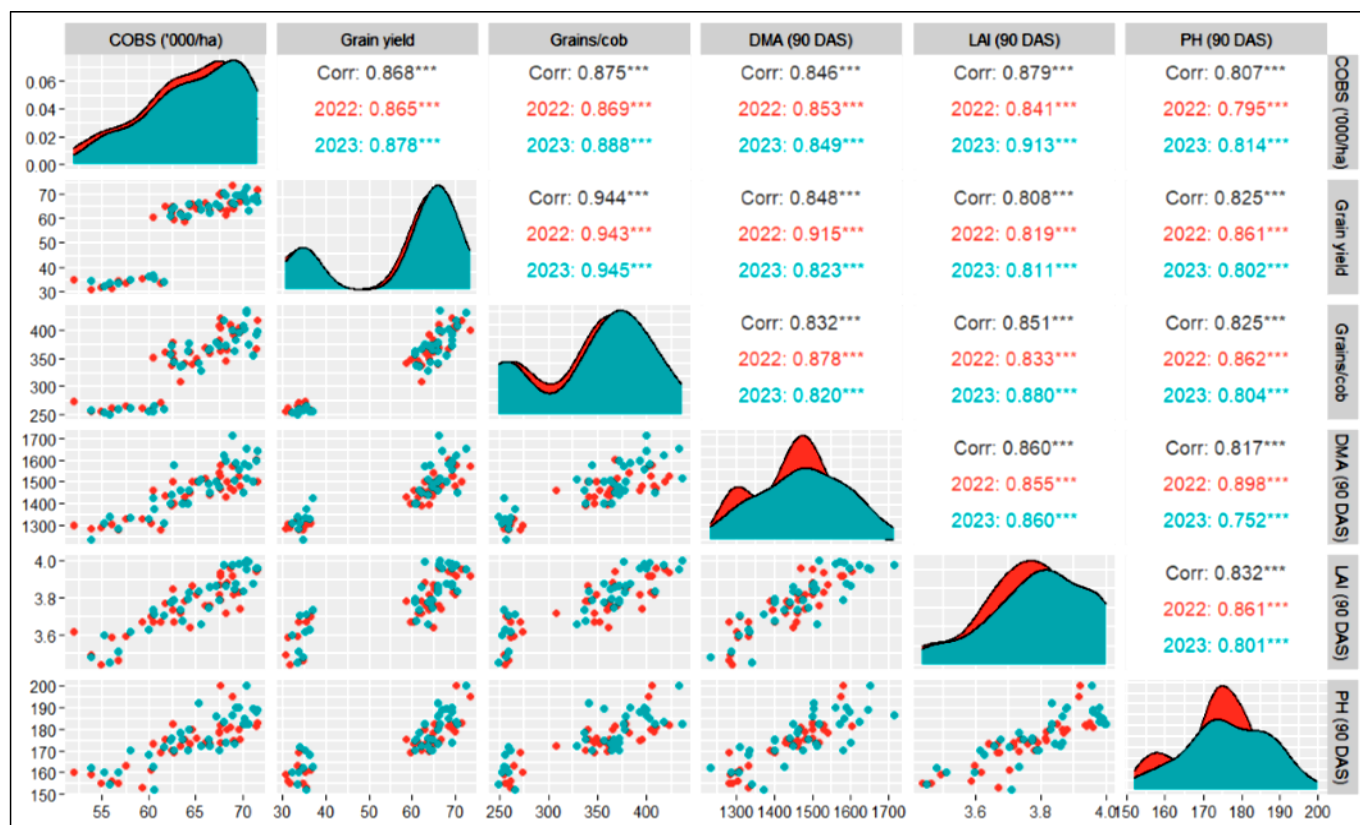 COBS ('000/ha) Grain yield Grains/cob DMA (90 DAS) LAI (90 DAS) PH (90 DAS)
0.06 Corr: 0.868*** Corr: 0.875*** Corr: 0.846*** Corr: 0.879*** Corr: 0.807*** COBS ('000/ha)
0.04 2022: 0.865*** 2022: 0.869*** 2022: 0.853*** 2022: 0.841*** 2022: 0.795***
0.02 2023: 0.878*** 2023: 0.888*** 2023: 0.849*** 2023: 0.913*** 2023: 0.814***
0.00
70 Corr: 0.944*** Corr: 0.848*** Corr: 0.808*** Corr: 0.825*** Grain yield
60
50 2022: 0.943*** 2022: 0.915*** 2022: 0.819*** 2022: 0.861***
40 2023: 0.945*** 2023: 0.823*** 2023: 0.811*** 2023: 0.802***
30
400 Corr: 0.832*** Corr: 0.851*** Corr: 0.825*** Grains/cob
350 2022: 0.878*** 2022: 0.833*** 2022: 0.862***
300 2023: 0.820*** 2023: 0.880*** 2023: 0.804***
250
1700 Corr: 0.860*** Corr: 0.817*** DMA (90 DAS)
1600
1500 2022: 0.855*** 2022: 0.898***
1400 2023: 0.860*** 2023: 0.752***
1300
4.0 Corr: 0.832*** LAI (90 DAS)
3.8 2022: 0.861***
3.6 2023: 0.801***
200 PH (90 DAS)
190
180
170
160
150
55 60 65 70 30 40 50 60 70 250 300 350 400 1300 1400 1500 1600 1700 3.6 3.8 4.0 150 160 170 180 190 200